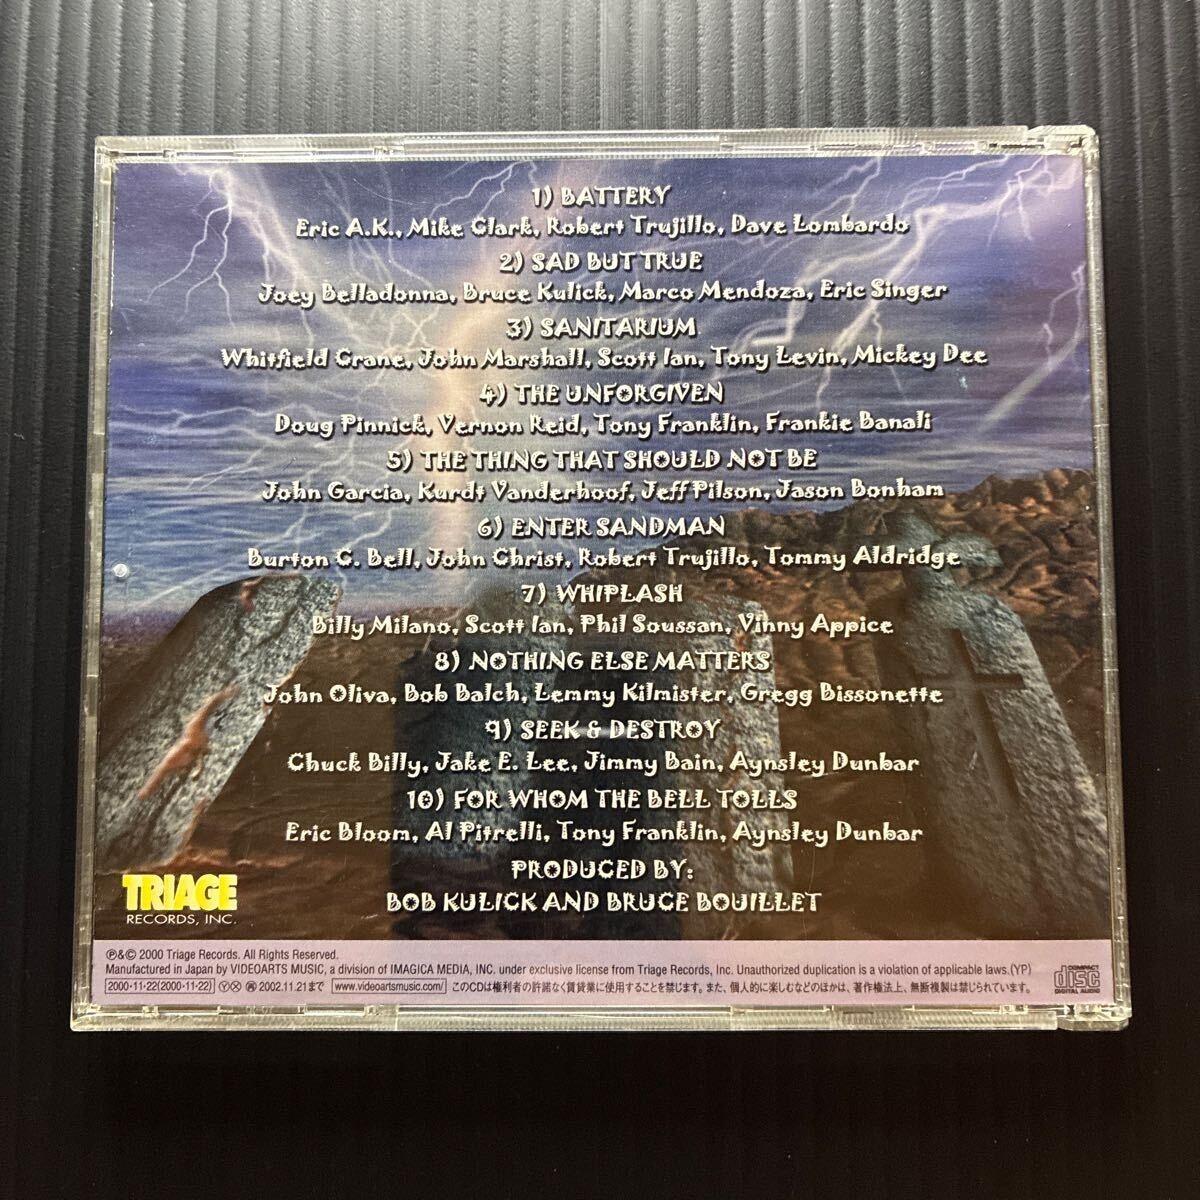 1) BATTERY
Eric A.K., Mike Clark, Robert Trujillo, Dave Lombardo
2) SAD BUT TRUE
Joey Belladonna, Bruce Kulick, Marco Mendoza, Eric Singer
3) SANITARIUM
Whitfield Crane, John Marshall, Scott Ian, Tony Levin, Mickey Dee
4) THE UNFORGIVEN
Doug Pinnick, Vernon Reid, Tony Franklin, Frankie Banali
5) THE THING THAT SHOULD NOT BE
John Garcia, Kurdt Vanderhoof, Jeff Pilson, Jason Bonham
6) ENTER SANDMAN
Burton C. Bell, John Christ, Robert Trujillo, Tommy Aldridge
7) WHIPLASH
Billy Milano, Scott Ian, Phil Soussan, Vinny Appice
8) NOTHING ELSE MATTERS
John Oliva, Bob Balch, Lemmy Kilmister, Gregg Bissonette
9) SEEK & DESTROY
Chuck Billy, Jake E. Lee, Jimmy Bain, Aynsley Dunbar
10) FOR WHOM THE BELL TOLLS
Eric Bloom, Al Pitrelli, Tony Franklin, Aynsley Dunbar
PRODUCED BY:
BOB KULICK AND BRUCE BOUILLET
TRIAGE
RECORDS, INC.
℗&© 2000 Triage Records. All Rights Reserved.
Manufactured in Japan by VIDEOARTS MUSIC, a division of IMAGICA MEDIA, INC. under exclusive license from Triage Records, Inc. Unauthorized duplication is a violation of applicable laws.(YP)
2000-11-22(2000-11-22) Ⓨ Ⓧ 2002.11.21まで www.videoartsmusic.com/ このCDは権利者の許諾なく賃貸業に使用することを禁じます。また、個人的に楽しむなどのほかは、著作権法上、無断複製は禁じられています。
COMPACT
disc
DIGITAL AUDIO